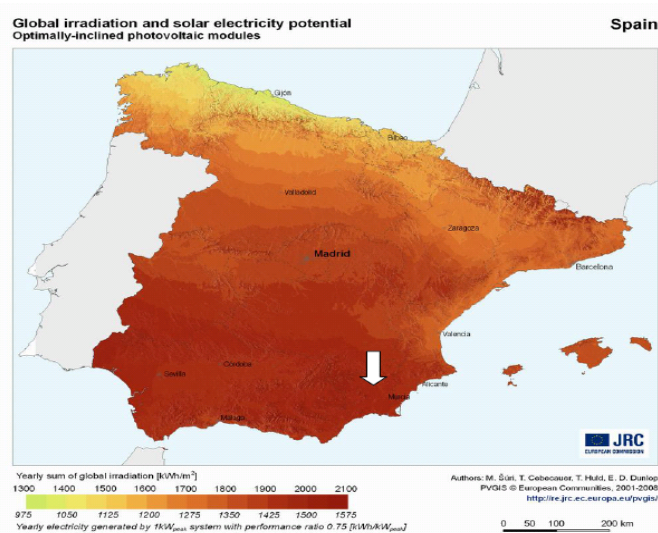 Global irradiation and solar electricity potential
Optimally-inclined photovoltaic modules
Spain
Gijón
Bilbao
Valladolid
Zaragoza
Barcelona
Madrid
Valencia
Alicante
Murcia
Córdoba
Sevilla
Málaga
JRC
EUROPEAN COMMISSION
Yearly sum of global irradiation [kWh/m²]
1300 1400 1500 1600 1700 1800 1900 2000 2100
975 1050 1125 1200 1275 1350 1425 1500 1575
Yearly electricity generated by 1kWpeak system with performance ratio 0.75 [kWh/kWpeak]
Authors: M. Šúri, T. Cebecauer, T. Huld, E. D. Dunlop
PVGIS © European Communities, 2001-2008
http://re.jrc.ec.europa.eu/pvgis/
0 50 100 200 km